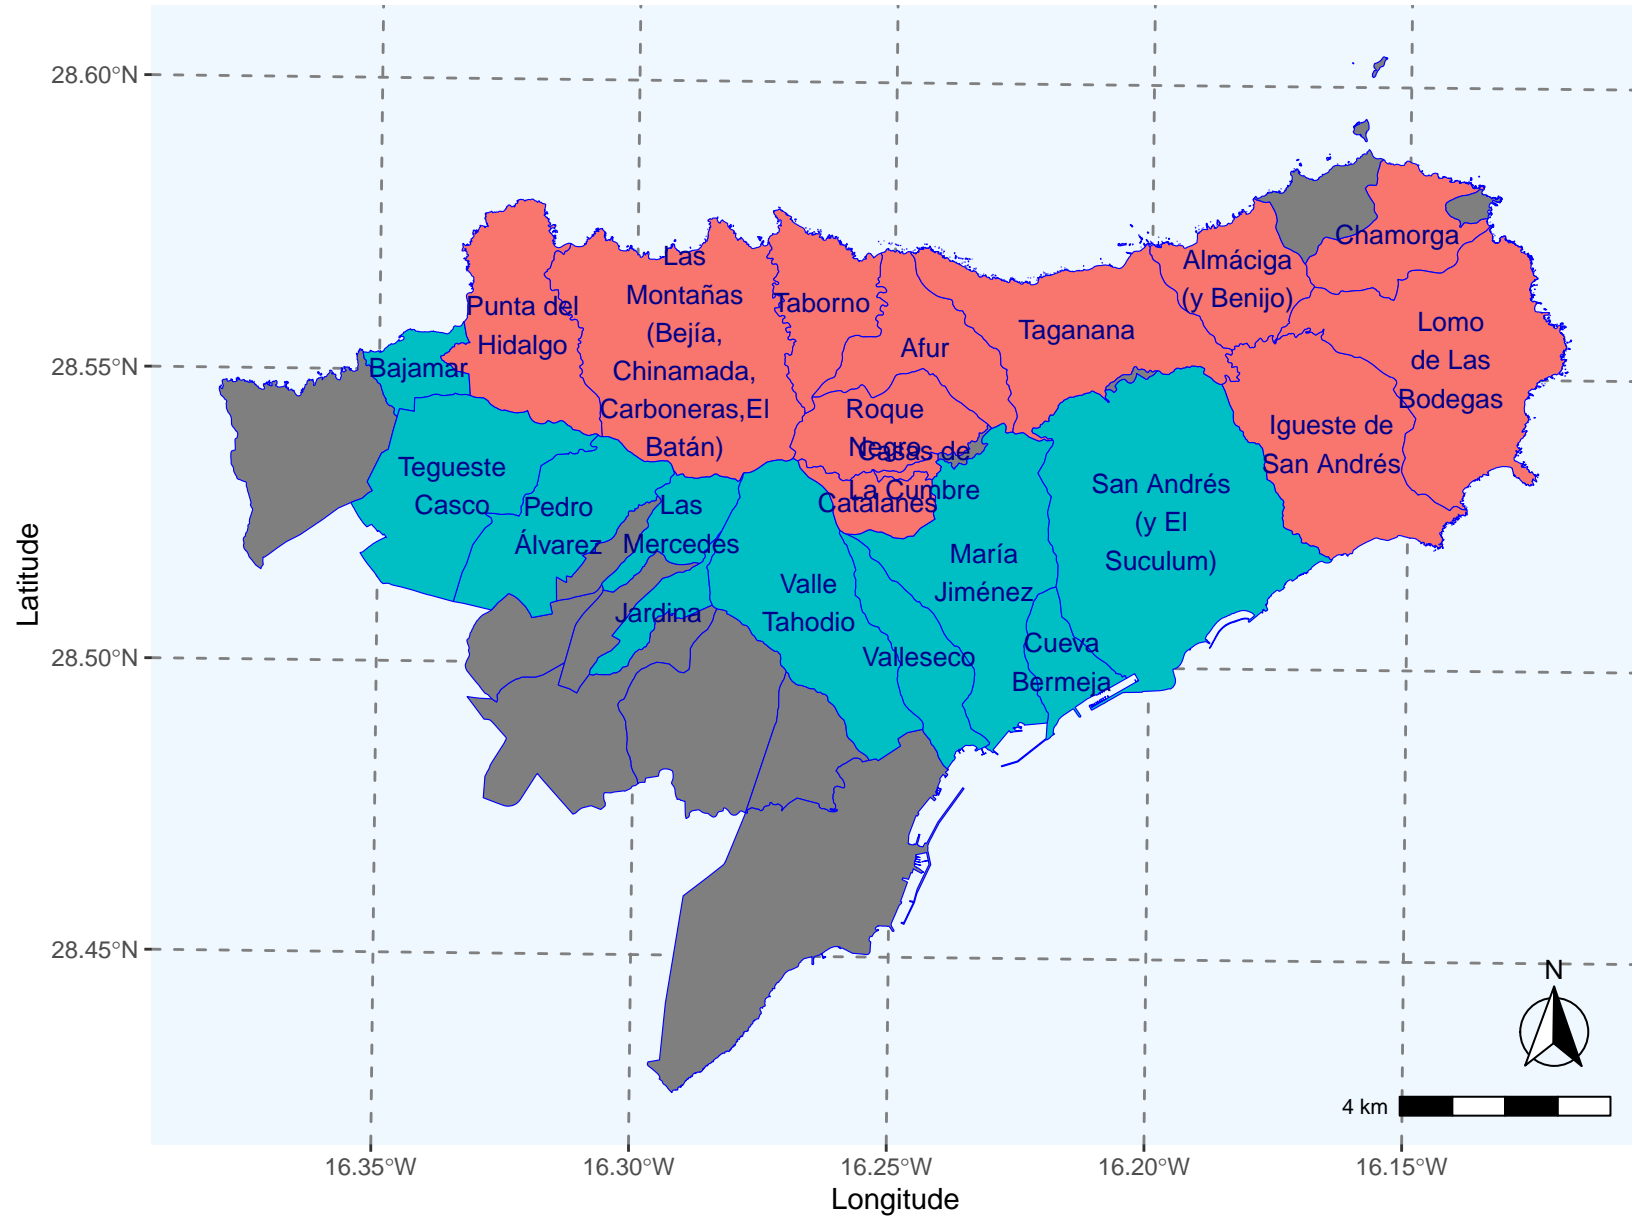 28.60°N
28.55°N
28.50°N
28.45°N
Latitude
Chamorga
Las
Montañas
(Bejía,
Chinamada,
Carboneras,El
Batán)
Almáciga
(y Benijo)
Punta del
Hidalgo
Taborno
Taganana
Lomo
de Las
Bodegas
Afur
Bajamar
Roque
Negro
Igueste de
San Andrés
Casas de
La Cumbre
Catalanes
Tegueste
Casco
Pedro
Álvarez
Las
Mercedes
San Andrés
(y El
Suculum)
María
Jiménez
Valle
Tahodio
Jardina
Valleseco
Cueva
Bermeja
N
4 km
16.35°W
16.30°W
16.25°W
16.20°W
16.15°W
Longitude